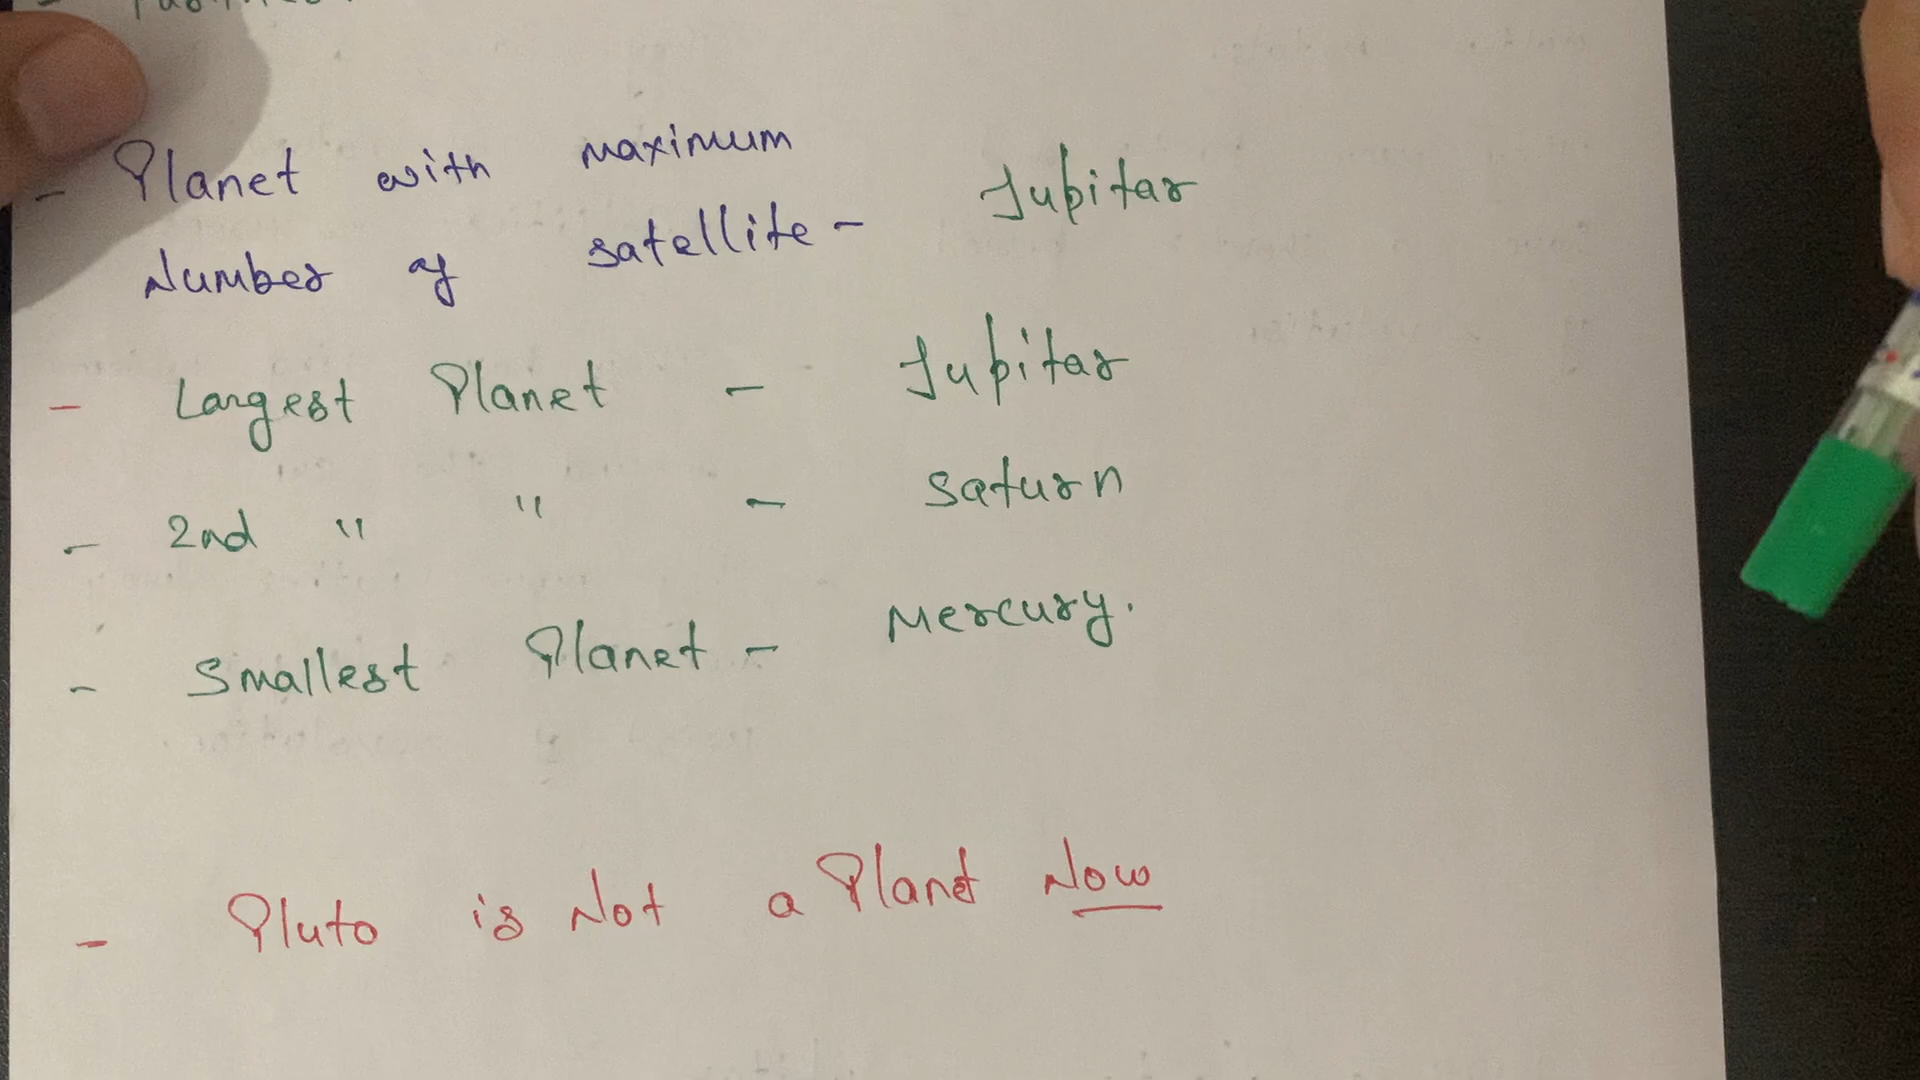 - Planet with maximum
Number of satellite - Jupitar
- Largest Planet - Jupitar
- 2nd " " - Saturn
- Smallest Planet - Mercury.
- Pluto is Not a Planet Now